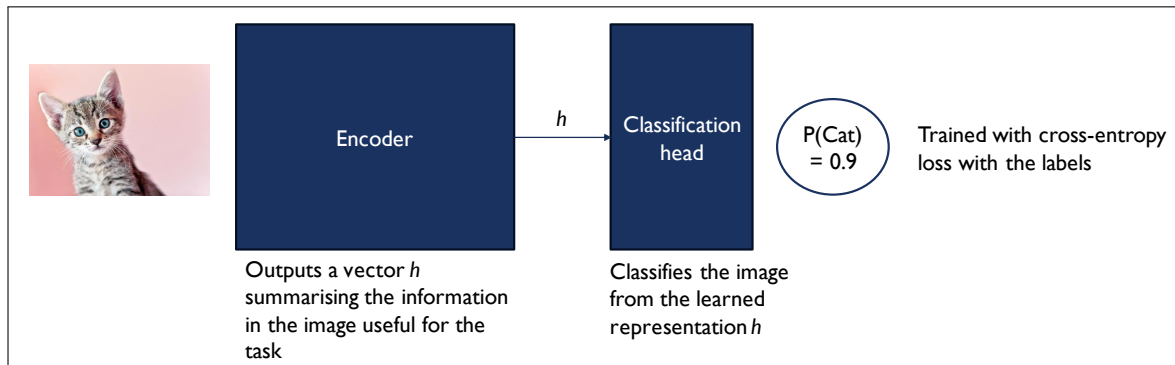 Encoder
h
Classification
head
P(Cat)
= 0.9
Trained with cross-entropy
loss with the labels
Outputs a vector h
summarising the information
in the image useful for the
task
Classifies the image
from the learned
representation h